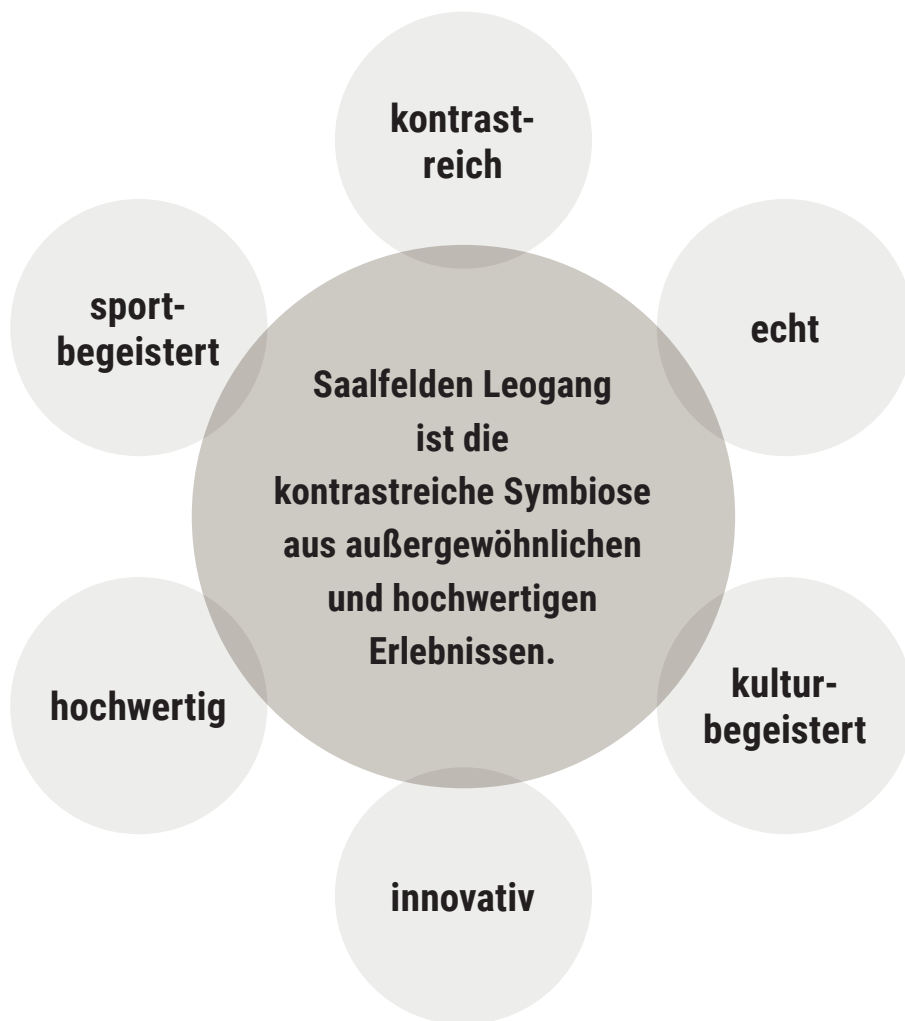 kontrast-
reich
sport-
begeistert
echt
Saalfelden Leogang
ist die
kontrastreiche Symbiose
aus außergewöhnlichen
und hochwertigen
Erlebnissen.
hochwertig
kultur-
begeistert
innovativ